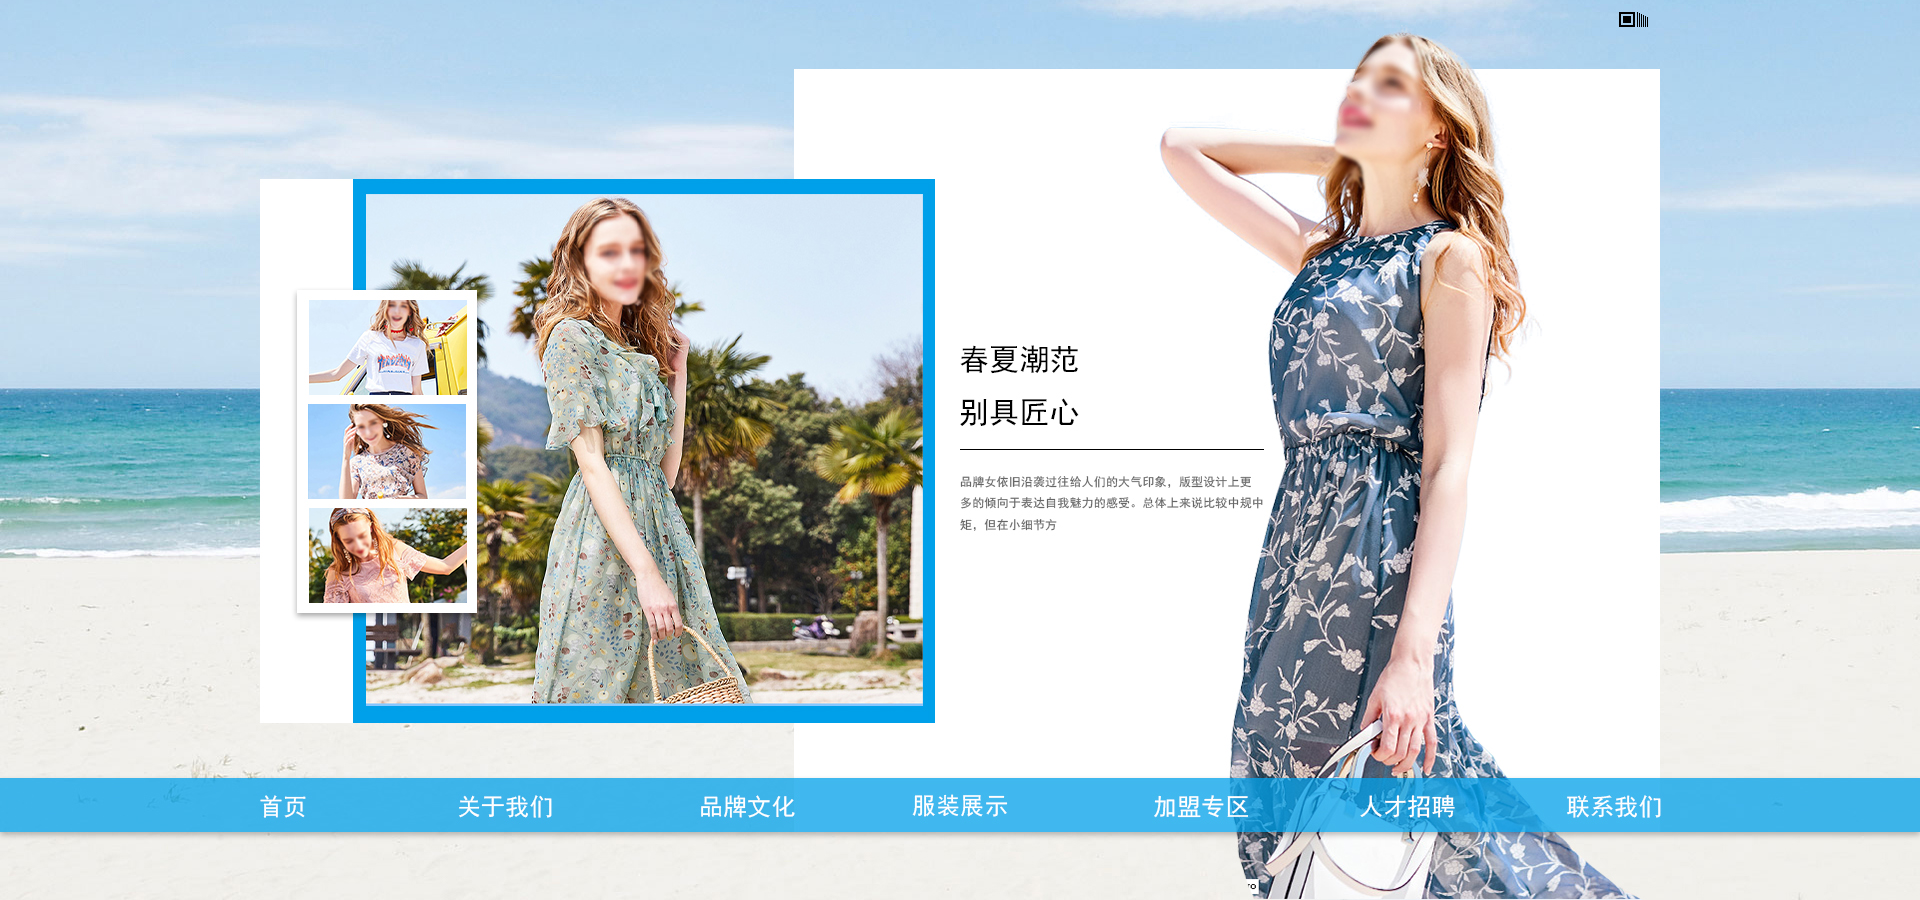 春夏潮范
别具匠心
品牌女依旧沿袭过往给人们的大气印象，版型设计上更
多的倾向于表达自我魅力的感受。总体上来说比较中规中
矩，但在小细节方
首页 关于我们 品牌文化 服装展示 加盟专区 人才招聘 联系我们